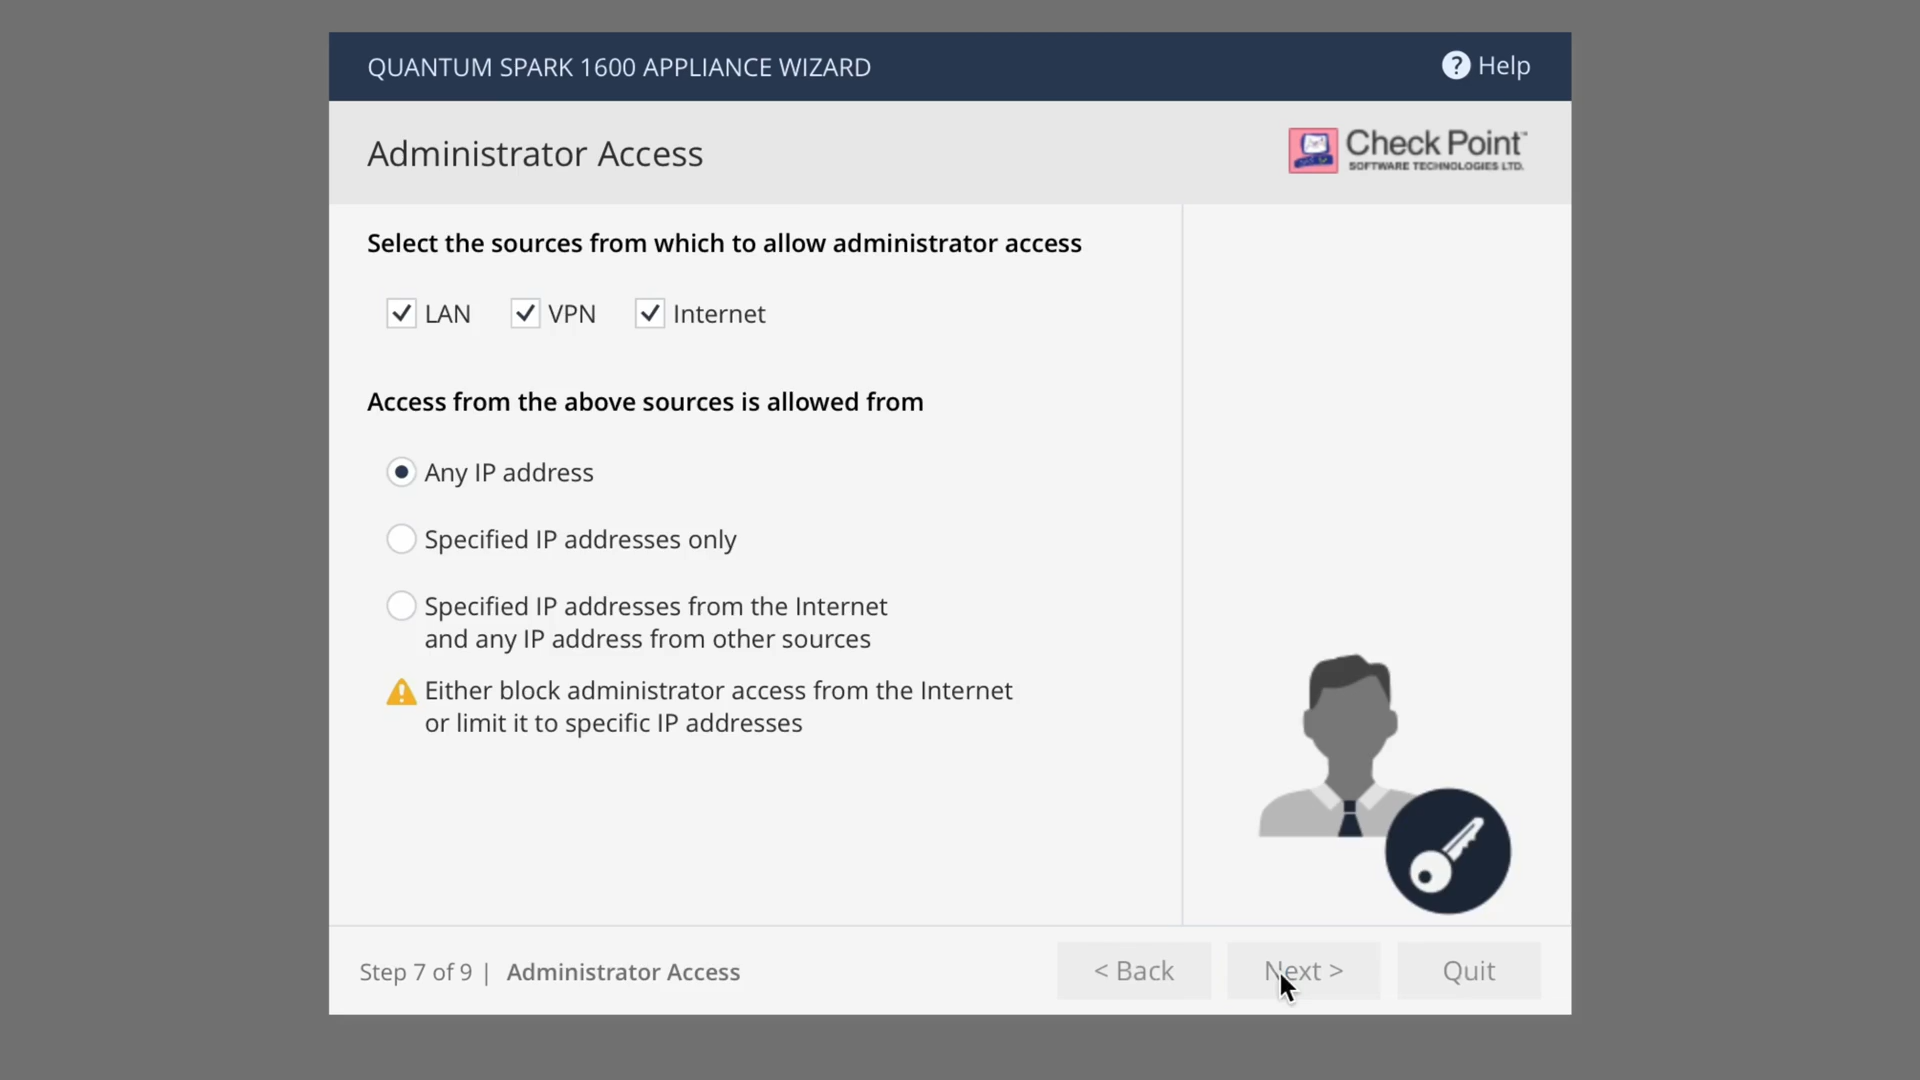 QUANTUM SPARK 1600 APPLIANCE WIZARD
? Help
Administrator Access
Check Point™
SOFTWARE TECHNOLOGIES LTD.
Select the sources from which to allow administrator access
LAN VPN Internet
Access from the above sources is allowed from
Any IP address
Specified IP addresses only
Specified IP addresses from the Internet
and any IP address from other sources
Either block administrator access from the Internet
or limit it to specific IP addresses
Step 7 of 9 | Administrator Access
< Back
Next >
Quit